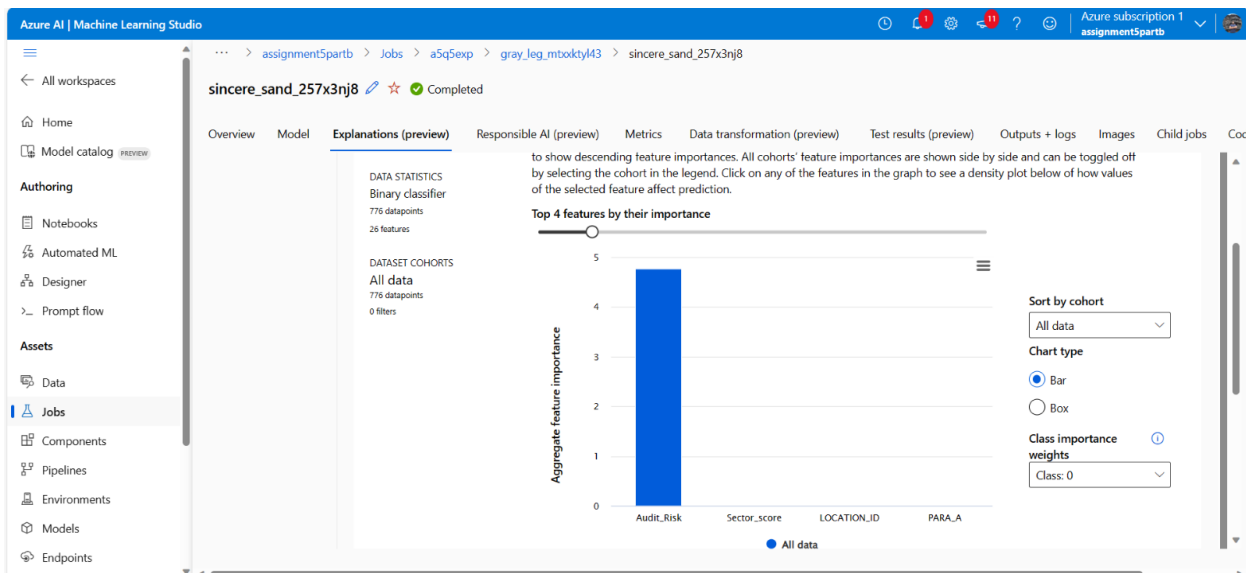 Azure AI | Machine Learning Studio
1
11
Azure subscription 1
assignment5partb
All workspaces
Home
Model catalog PREVIEW
Authoring
Notebooks
Automated ML
Designer
Prompt flow
Assets
Data
Jobs
Components
Pipelines
Environments
Models
Endpoints
··· > assignment5partb > Jobs > a5q5exp > gray_leg_mtxxktyl43 > sincere_sand_257x3nj8
sincere_sand_257x3nj8 Completed
Overview Model Explanations (preview) Responsible AI (preview) Metrics Data transformation (preview) Test results (preview) Outputs + logs Images Child jobs Coc
DATA STATISTICS
Binary classifier
776 datapoints
26 features
DATASET COHORTS
All data
776 datapoints
0 filters
to show descending feature importances. All cohorts' feature importances are shown side by side and can be toggled off
by selecting the cohort in the legend. Click on any of the features in the graph to see a density plot below of how values
of the selected feature affect prediction.
Top 4 features by their importance
Aggregate feature importance
5
4
3
2
1
0
Audit_Risk Sector_score LOCATION_ID PARA_A
All data
Sort by cohort
All data
Chart type
Bar
Box
Class importance
weights
Class: 0